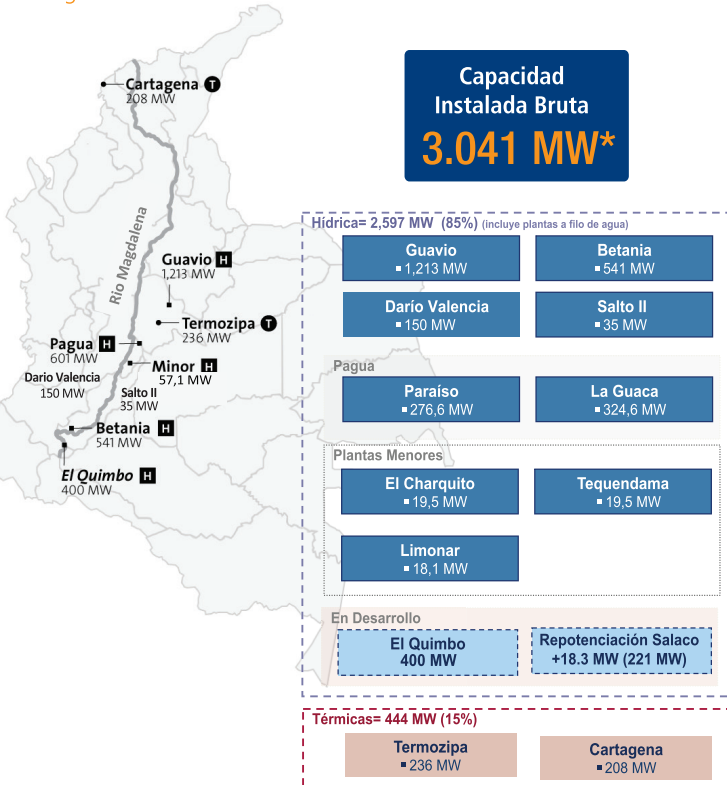 Cartagena T
208 MW
Río Magdalena
Guavio H
1,213 MW
Termozipa T
236 MW
Pagua H
601 MW
Minor H
57,1 MW
Dario Valencia
150 MW
Salto II
35 MW
Betania H
541 MW
El Quimbo H
400 MW
Capacidad
Instalada Bruta
3.041 MW*
Hídrica= 2,597 MW (85%) (incluye plantas a filo de agua)
Guavio
1,213 MW
Betania
541 MW
Darío Valencia
150 MW
Salto II
35 MW
Pagua
Paraíso
276,6 MW
La Guaca
324,6 MW
Plantas Menores
El Charquito
19,5 MW
Tequendama
19,5 MW
Limonar
18,1 MW
En Desarrollo
El Quimbo
400 MW
Repotenciación Salaco
+18.3 MW (221 MW)
Térmicas= 444 MW (15%)
Termozipa
236 MW
Cartagena
208 MW